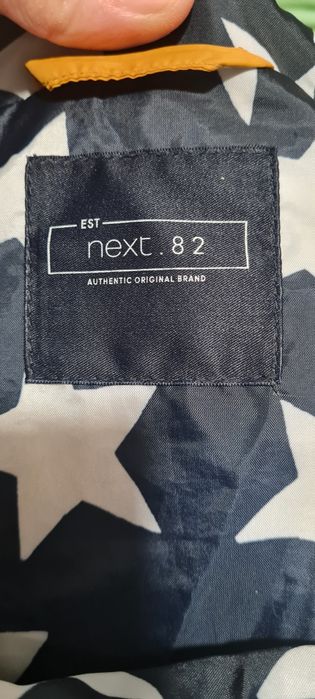 EST
next.82
AUTHENTIC ORIGINAL BRAND